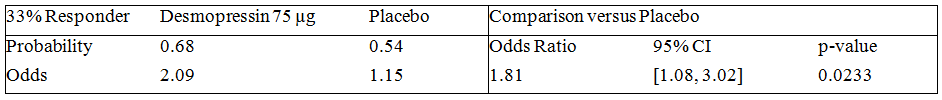 33% Responder Desmopressin 75 µg Placebo Comparison versus Placebo
Probability 0.68 0.54 Odds Ratio 95% CI p-value
Odds 2.09 1.15 1.81 [1.08, 3.02] 0.0233